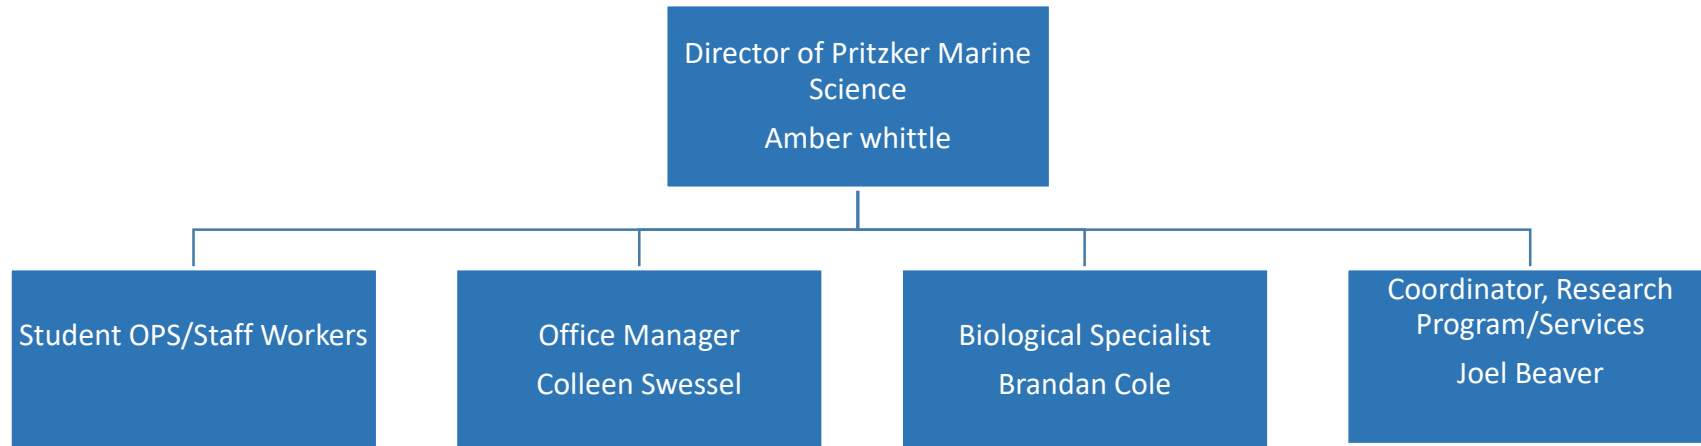 Director of Pritzker Marine
Science
Amber whittle
Student OPS/Staff Workers
Office Manager
Colleen Swessel
Biological Specialist
Brandan Cole
Coordinator, Research
Program/Services
Joel Beaver